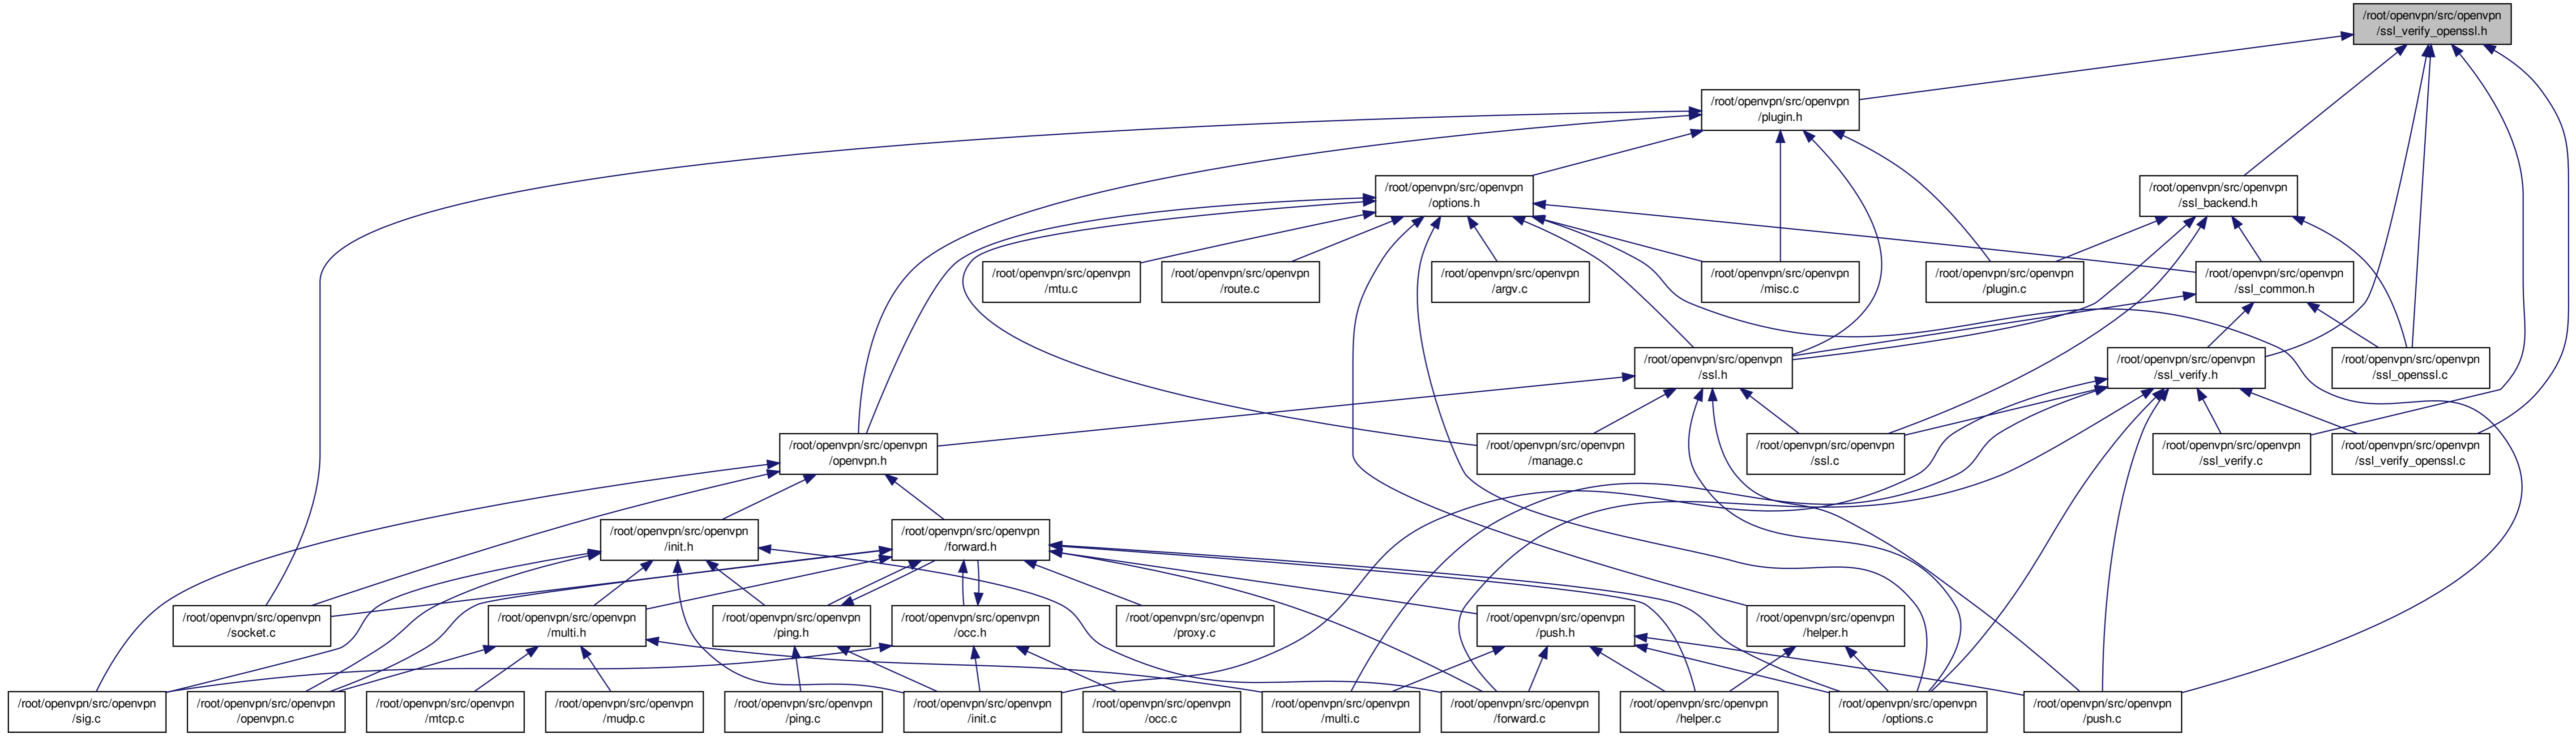 /root/openvpn/src/openvpn
/ssl_verify_openssl.h
/root/openvpn/src/openvpn
/plugin.h
/root/openvpn/src/openvpn
/options.h
/root/openvpn/src/openvpn
/ssl_backend.h
/root/openvpn/src/openvpn
/mtu.c
/root/openvpn/src/openvpn
/route.c
/root/openvpn/src/openvpn
/argv.c
/root/openvpn/src/openvpn
/misc.c
/root/openvpn/src/openvpn
/plugin.c
/root/openvpn/src/openvpn
/ssl_common.h
/root/openvpn/src/openvpn
/ssl.h
/root/openvpn/src/openvpn
/ssl_verify.h
/root/openvpn/src/openvpn
/ssl_openssl.c
/root/openvpn/src/openvpn
/openvpn.h
/root/openvpn/src/openvpn
/manage.c
/root/openvpn/src/openvpn
/ssl.c
/root/openvpn/src/openvpn
/ssl_verify.c
/root/openvpn/src/openvpn
/ssl_verify_openssl.c
/root/openvpn/src/openvpn
/init.h
/root/openvpn/src/openvpn
/forward.h
/root/openvpn/src/openvpn
/socket.c
/root/openvpn/src/openvpn
/multi.h
/root/openvpn/src/openvpn
/ping.h
/root/openvpn/src/openvpn
/occ.h
/root/openvpn/src/openvpn
/proxy.c
/root/openvpn/src/openvpn
/push.h
/root/openvpn/src/openvpn
/helper.h
/root/openvpn/src/openvpn
/sig.c
/root/openvpn/src/openvpn
/openvpn.c
/root/openvpn/src/openvpn
/mtcp.c
/root/openvpn/src/openvpn
/mudp.c
/root/openvpn/src/openvpn
/ping.c
/root/openvpn/src/openvpn
/init.c
/root/openvpn/src/openvpn
/occ.c
/root/openvpn/src/openvpn
/multi.c
/root/openvpn/src/openvpn
/forward.c
/root/openvpn/src/openvpn
/helper.c
/root/openvpn/src/openvpn
/options.c
/root/openvpn/src/openvpn
/push.c